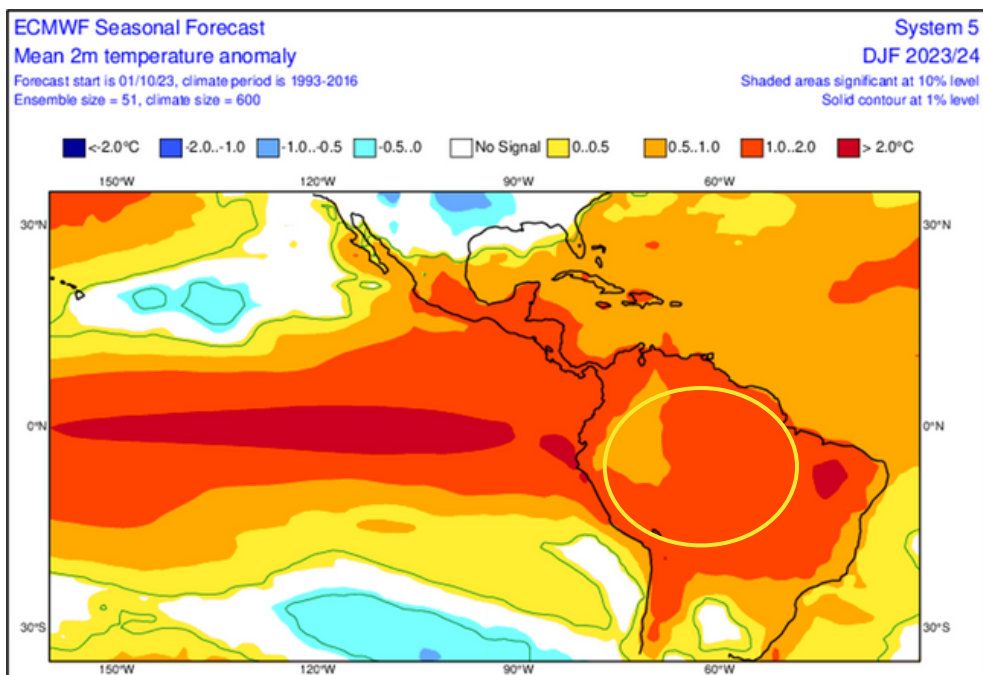 ECMWF Seasonal Forecast
System 5
Mean 2m temperature anomaly
DJF 2023/24
Forecast start is 01/10/23, climate period is 1993-2016
Shaded areas significant at 10% level
Ensemble size = 51, climate size = 600
Solid contour at 1% level
<-2.0°C -2.0..-1.0 -1.0..-0.5 -0.5..0 No Signal 0..0.5 0.5..1.0 1.0..2.0 > 2.0°C
150°W 120°W 90°W 60°W
30°N 30°N
0°N 0°N
30°S 30°S
150°W 120°W 90°W 60°W